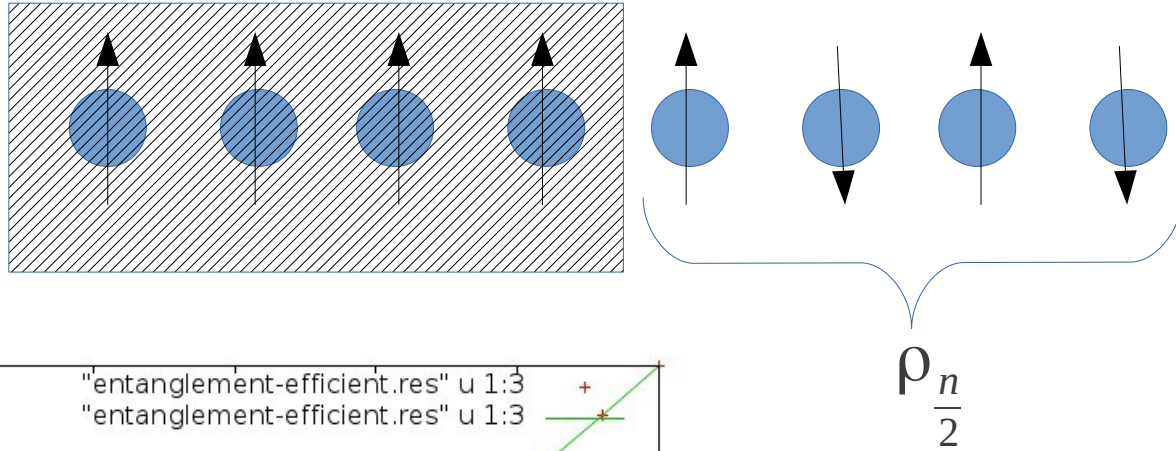 "entanglement-efficient.res" u 1:3
"entanglement-efficient.res" u 1:3
ρ n/2